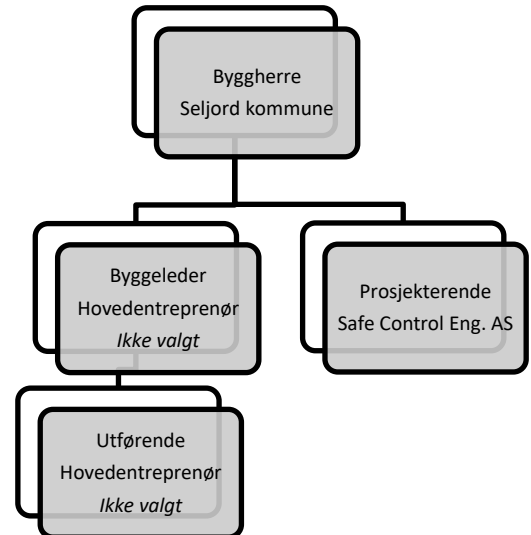 Byggherre
Seljord kommune
Byggeleder
Hovedentreprenør
Ikke valgt
Prosjekterende
Safe Control Eng. AS
Utførende
Hovedentreprenør
Ikke valgt